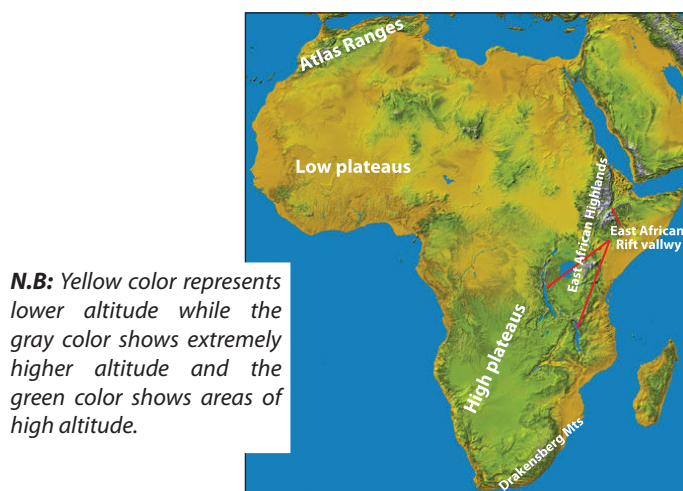 Atlas Ranges
Low plateaus
East African Highlands
East African
Rift vallwy
High plateaus
Drakensberg Mts
N.B: Yellow color represents
lower altitude while the
gray color shows extremely
higher altitude and the
green color shows areas of
high altitude.